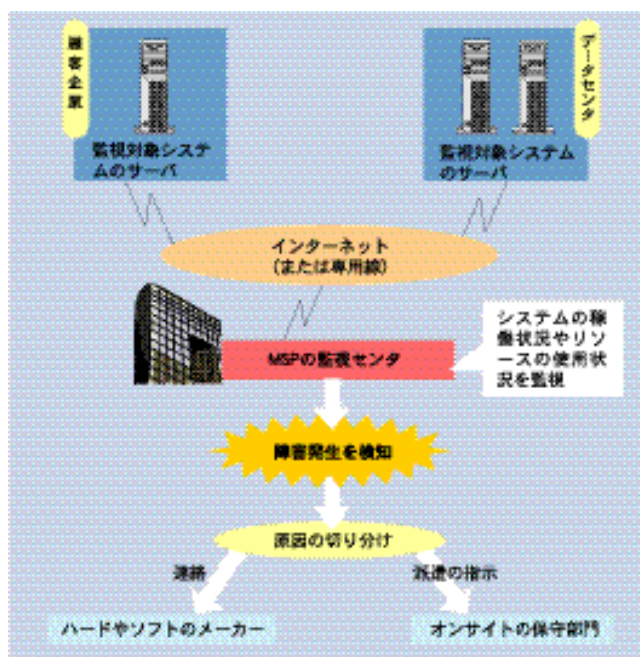 顧客企業
データセンタ
監視対象システ
ムのサーバ
監視対象システム
のサーバ
インターネット
(または専用線)
システムの稼
働状況やリソ
ースの使用状
況を監視
MSPの監視センタ
障害発生を検知
原因の切り分け
連絡
派遣の指示
ハードやソフトのメーカー
オンサイトの保守部門